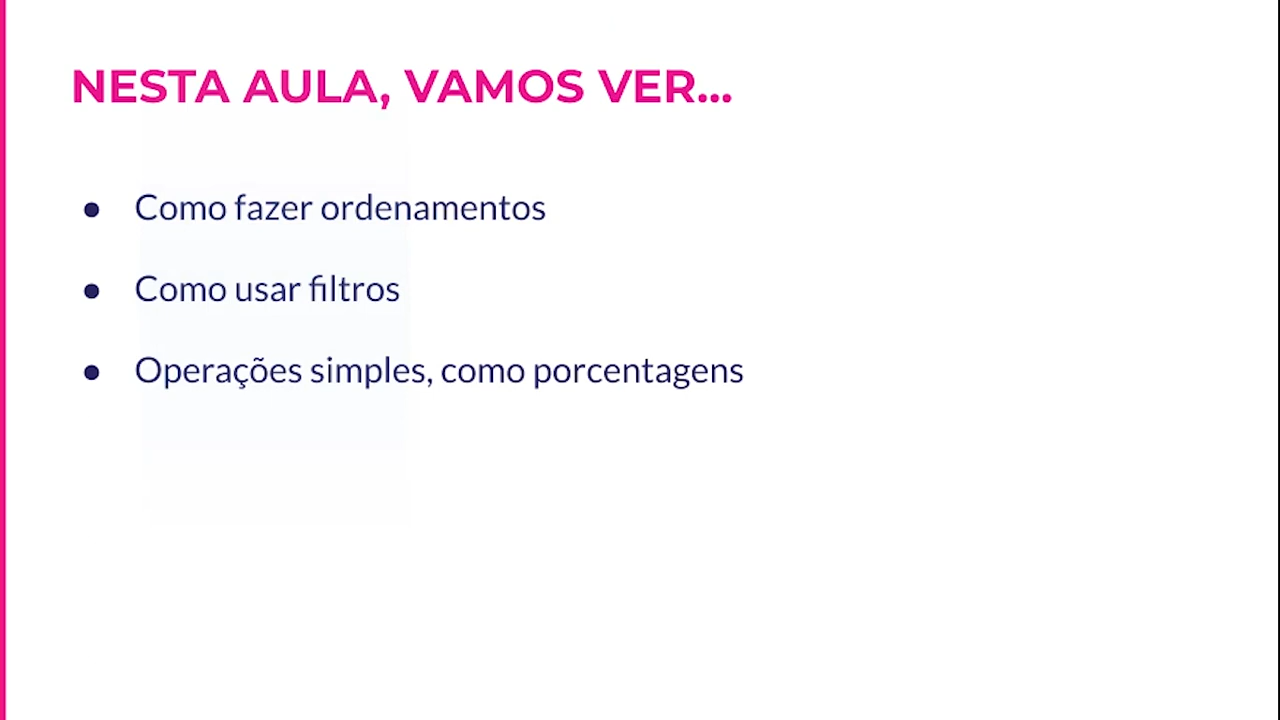 NESTA AULA, VAMOS VER...
● Como fazer ordenamentos
● Como usar filtros
● Operações simples, como porcentagens